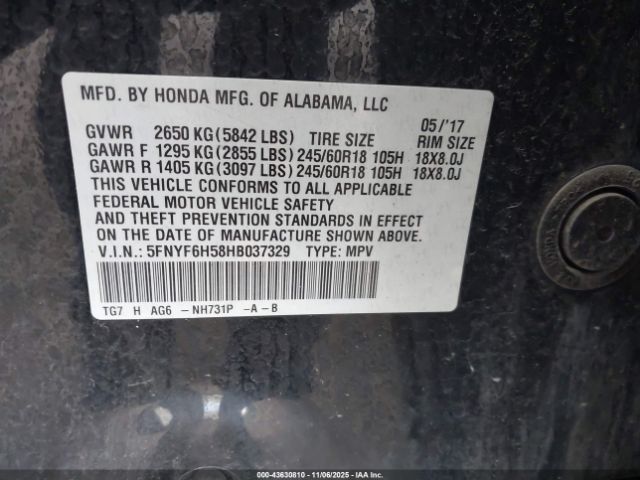 MFD. BY HONDA MFG. OF ALABAMA, LLC
05/'17
GVWR 2650 KG(5842 LBS) TIRE SIZE RIM SIZE
GAWR F 1295 KG(2855 LBS)245/60R18 105H 18X8.0J
GAWR R 1405 KG(3097 LBS)245/60R18 105H 18X8.0J
THIS VEHICLE CONFORMS TO ALL APPLICABLE
FEDERAL MOTOR VEHICLE SAFETY
AND THEFT PREVENTION STANDARDS IN EFFECT
ON THE DATE OF MANUFACTURE SHOWN ABOVE.
V.I.N.: 5FNYF6H58HB037329 TYPE: MPV
TG7 H AG6 -NH731P -A-B
000-43630810 - 11/06/2025 - IAA Inc.